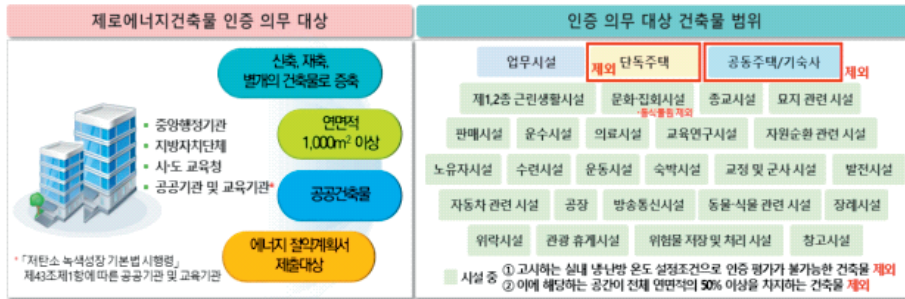 제로에너지건축물 인증 의무 대상
신축, 재축,
별개의 건축물로 증축
연면적
1,000m² 이상
공공건축물
에너지 절약계획서
제출대상
▪ 중앙행정기관
▪ 지방자치단체
▪ 시·도 교육청
▪ 공공기관 및 교육기관*
* 「저탄소 녹색성장 기본법 시행령」
제43조제1항에 따른 공공기관 및 교육기관
인증 의무 대상 건축물 범위
업무시설 제외 단독주택 공동주택/기숙사 제외
제1,2종 근린생활시설 문화·집회시설 종교시설 묘지 관련 시설
·동식물원 제외
판매시설 운수시설 의료시설 교육연구시설 자원순환 관련 시설
노유자시설 수련시설 운동시설 숙박시설 교정 및 군사 시설 발전시설
자동차 관련 시설 공장 방송통신시설 동물·식물 관련 시설 장례시설
위락시설 관광 휴게시설 위험물 저장 및 처리 시설 창고시설
시설 중 ① 고시하는 실내 냉난방 온도 설정조건으로 인증 평가가 불가능한 건축물 제외
② 이에 해당하는 공간이 전체 연면적의 50% 이상을 차지하는 건축물 제외